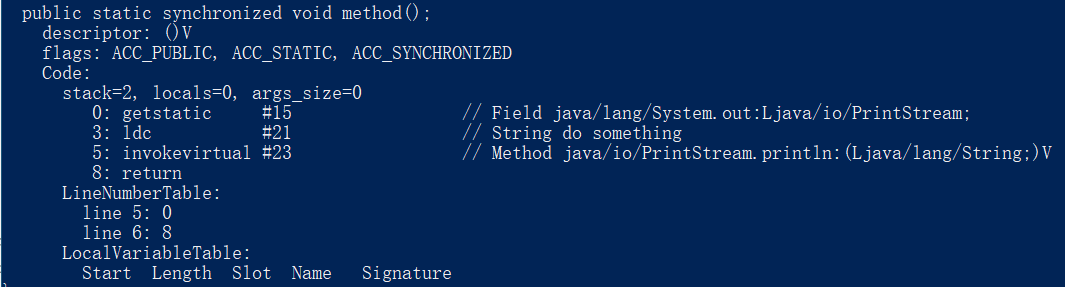 public static synchronized void method();
descriptor: ()V
flags: ACC_PUBLIC, ACC_STATIC, ACC_SYNCHRONIZED
Code:
stack=2, locals=0, args_size=0
0: getstatic #15 // Field java/lang/System.out:Ljava/io/PrintStream;
3: ldc #21 // String do something
5: invokevirtual #23 // Method java/io/PrintStream.println:(Ljava/lang/String;)V
8: return
LineNumberTable:
line 5: 0
line 6: 8
LocalVariableTable:
Start Length Slot Name Signature